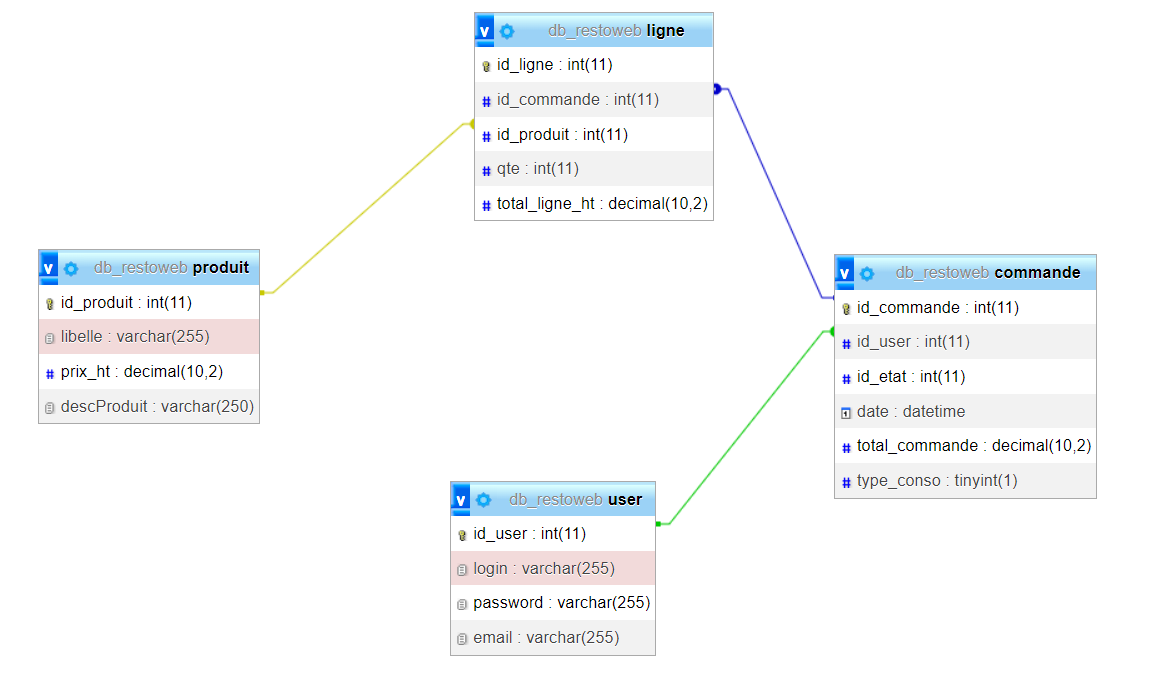 v db_restoweb ligne
id_ligne : int(11)
# id_commande : int(11)
# id_produit : int(11)
# qte : int(11)
# total_ligne_ht : decimal(10,2)
v db_restoweb produit
id_produit : int(11)
libelle : varchar(255)
# prix_ht : decimal(10,2)
descProduit : varchar(250)
v db_restoweb commande
id_commande : int(11)
# id_user : int(11)
# id_etat : int(11)
date : datetime
# total_commande : decimal(10,2)
# type_conso : tinyint(1)
v db_restoweb user
id_user : int(11)
login : varchar(255)
password : varchar(255)
email : varchar(255)